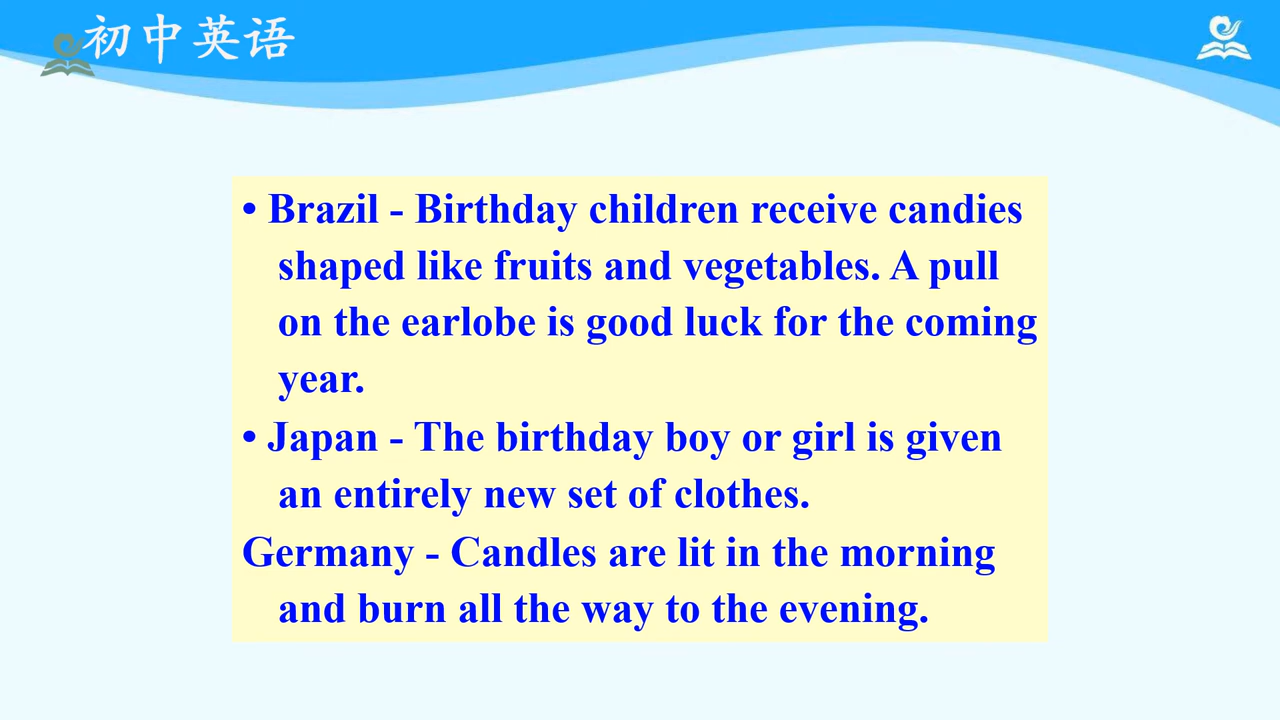 初中英语
• Brazil - Birthday children receive candies
shaped like fruits and vegetables. A pull
on the earlobe is good luck for the coming
year.
• Japan - The birthday boy or girl is given
an entirely new set of clothes.
Germany - Candles are lit in the morning
and burn all the way to the evening.